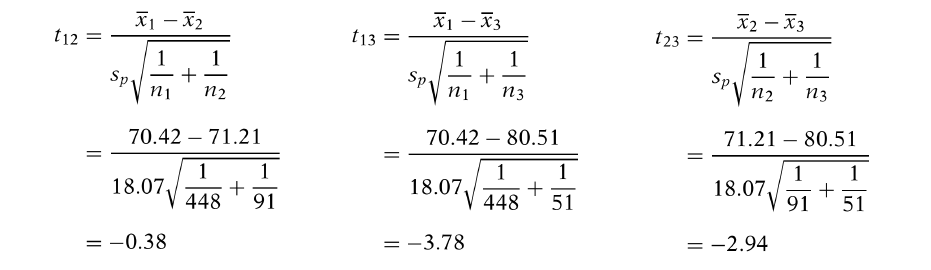 t₁₂ = (x̄₁ − x̄₂) / (sₚ√(1/n₁ + 1/n₂))
= (70.42 − 71.21) / (18.07√(1/448 + 1/91))
= −0.38
t₁₃ = (x̄₁ − x̄₃) / (sₚ√(1/n₁ + 1/n₃))
= (70.42 − 80.51) / (18.07√(1/448 + 1/51))
= −3.78
t₂₃ = (x̄₂ − x̄₃) / (sₚ√(1/n₂ + 1/n₃))
= (71.21 − 80.51) / (18.07√(1/91 + 1/51))
= −2.94